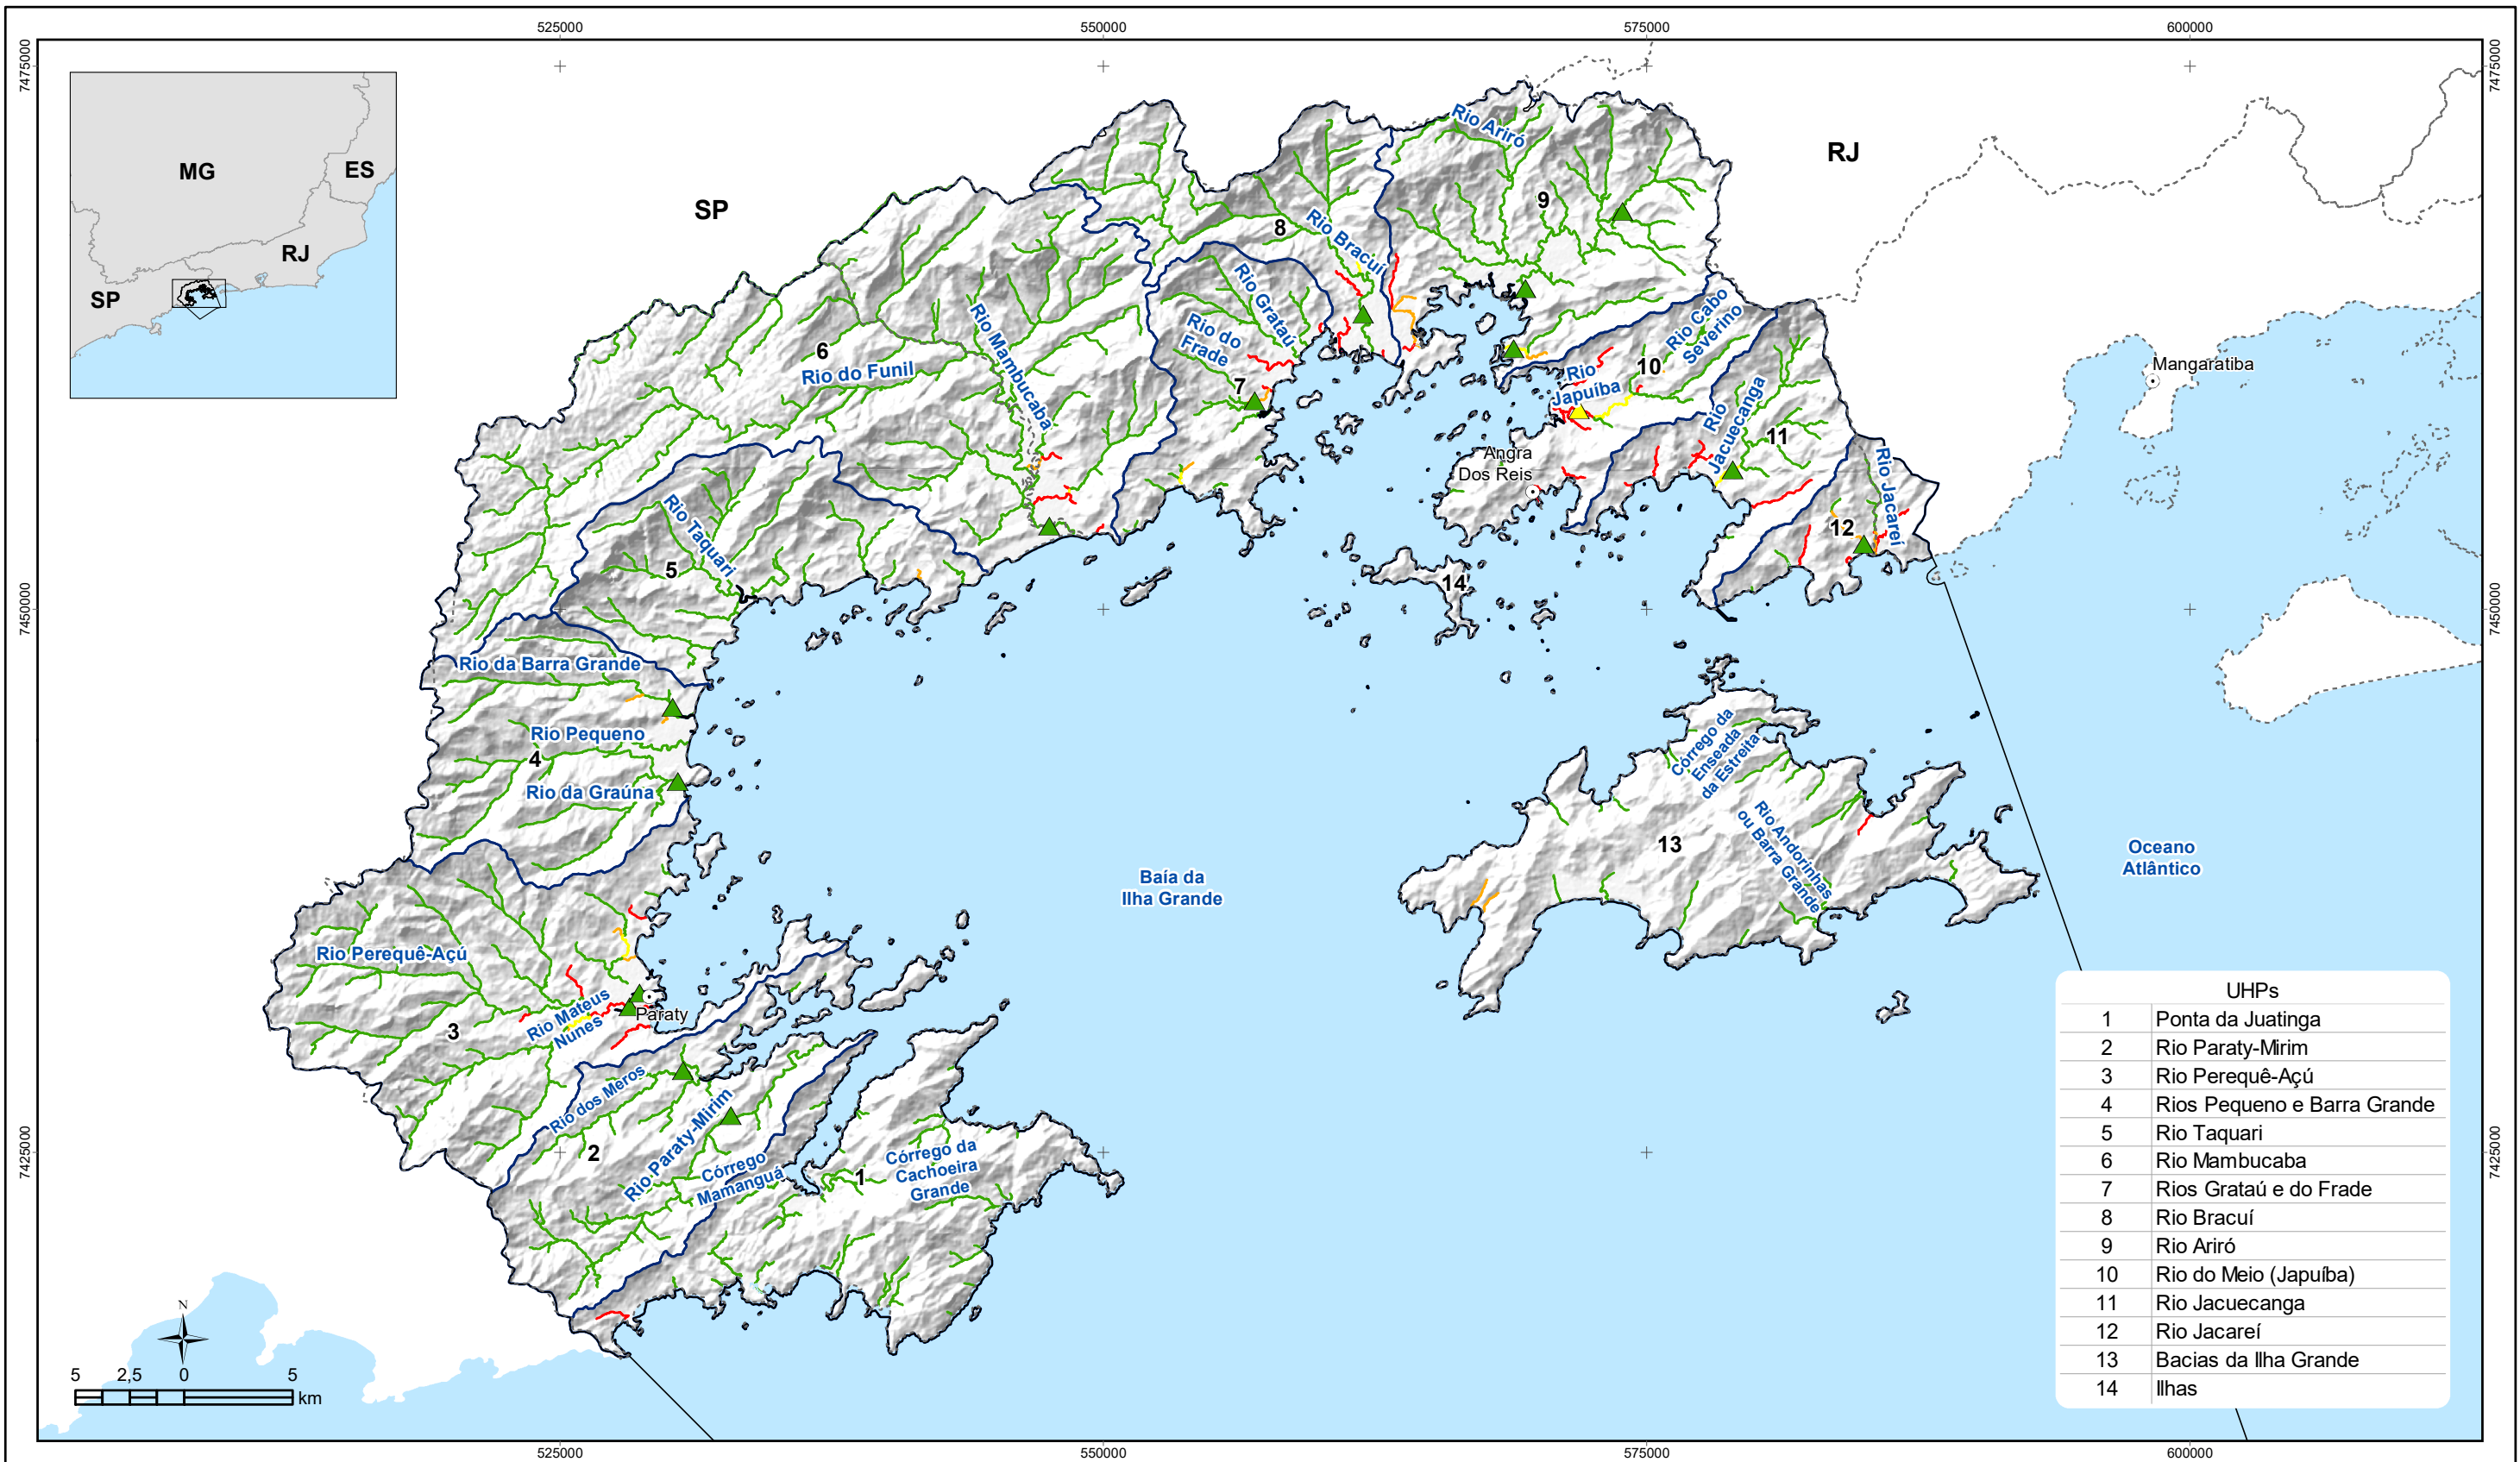 525000
550000
575000
600000
7475000
7475000
MG
ES
RJ
SP
SP
RJ
Rio Ariró
9
8
Rio Bracuí
Rio Grataú
Rio do
Frade
7
Rio Mambucaba
6
Rio do Funil
Rio Cabo
Severino
10
Rio
Japuíba
Rio
Jacuecanga
11
Mangaratiba
Angra
Dos Reis
Rio Jacareí
12
14
Rio Taquari
5
7450000
7450000
Rio da Barra Grande
Rio Pequeno
4
Rio da Graúna
Córrego da
Enseada
da Estreita
13
Rio Andorinhas
ou Barra Grande
Baía da
Ilha Grande
Oceano
Atlântico
Rio Perequê-Açú
3
Rio Mateus
Nunes
Paraty
Rio dos Meros
2
Rio Paraty-Mirim
Córrego
Mamanguá
1
Córrego da
Cachoeira
Grande
7425000
7425000
UHPs
1 Ponta da Juatinga
2 Rio Paraty-Mirim
3 Rio Perequê-Açú
4 Rios Pequeno e Barra Grande
5 Rio Taquari
6 Rio Mambucaba
7 Rios Grataú e do Frade
8 Rio Bracuí
9 Rio Ariró
10 Rio do Meio (Japuíba)
11 Rio Jacuecanga
12 Rio Jacareí
13 Bacias da Ilha Grande
14 Ilhas
N
5 2,5 0 5
km
525000
550000
575000
600000